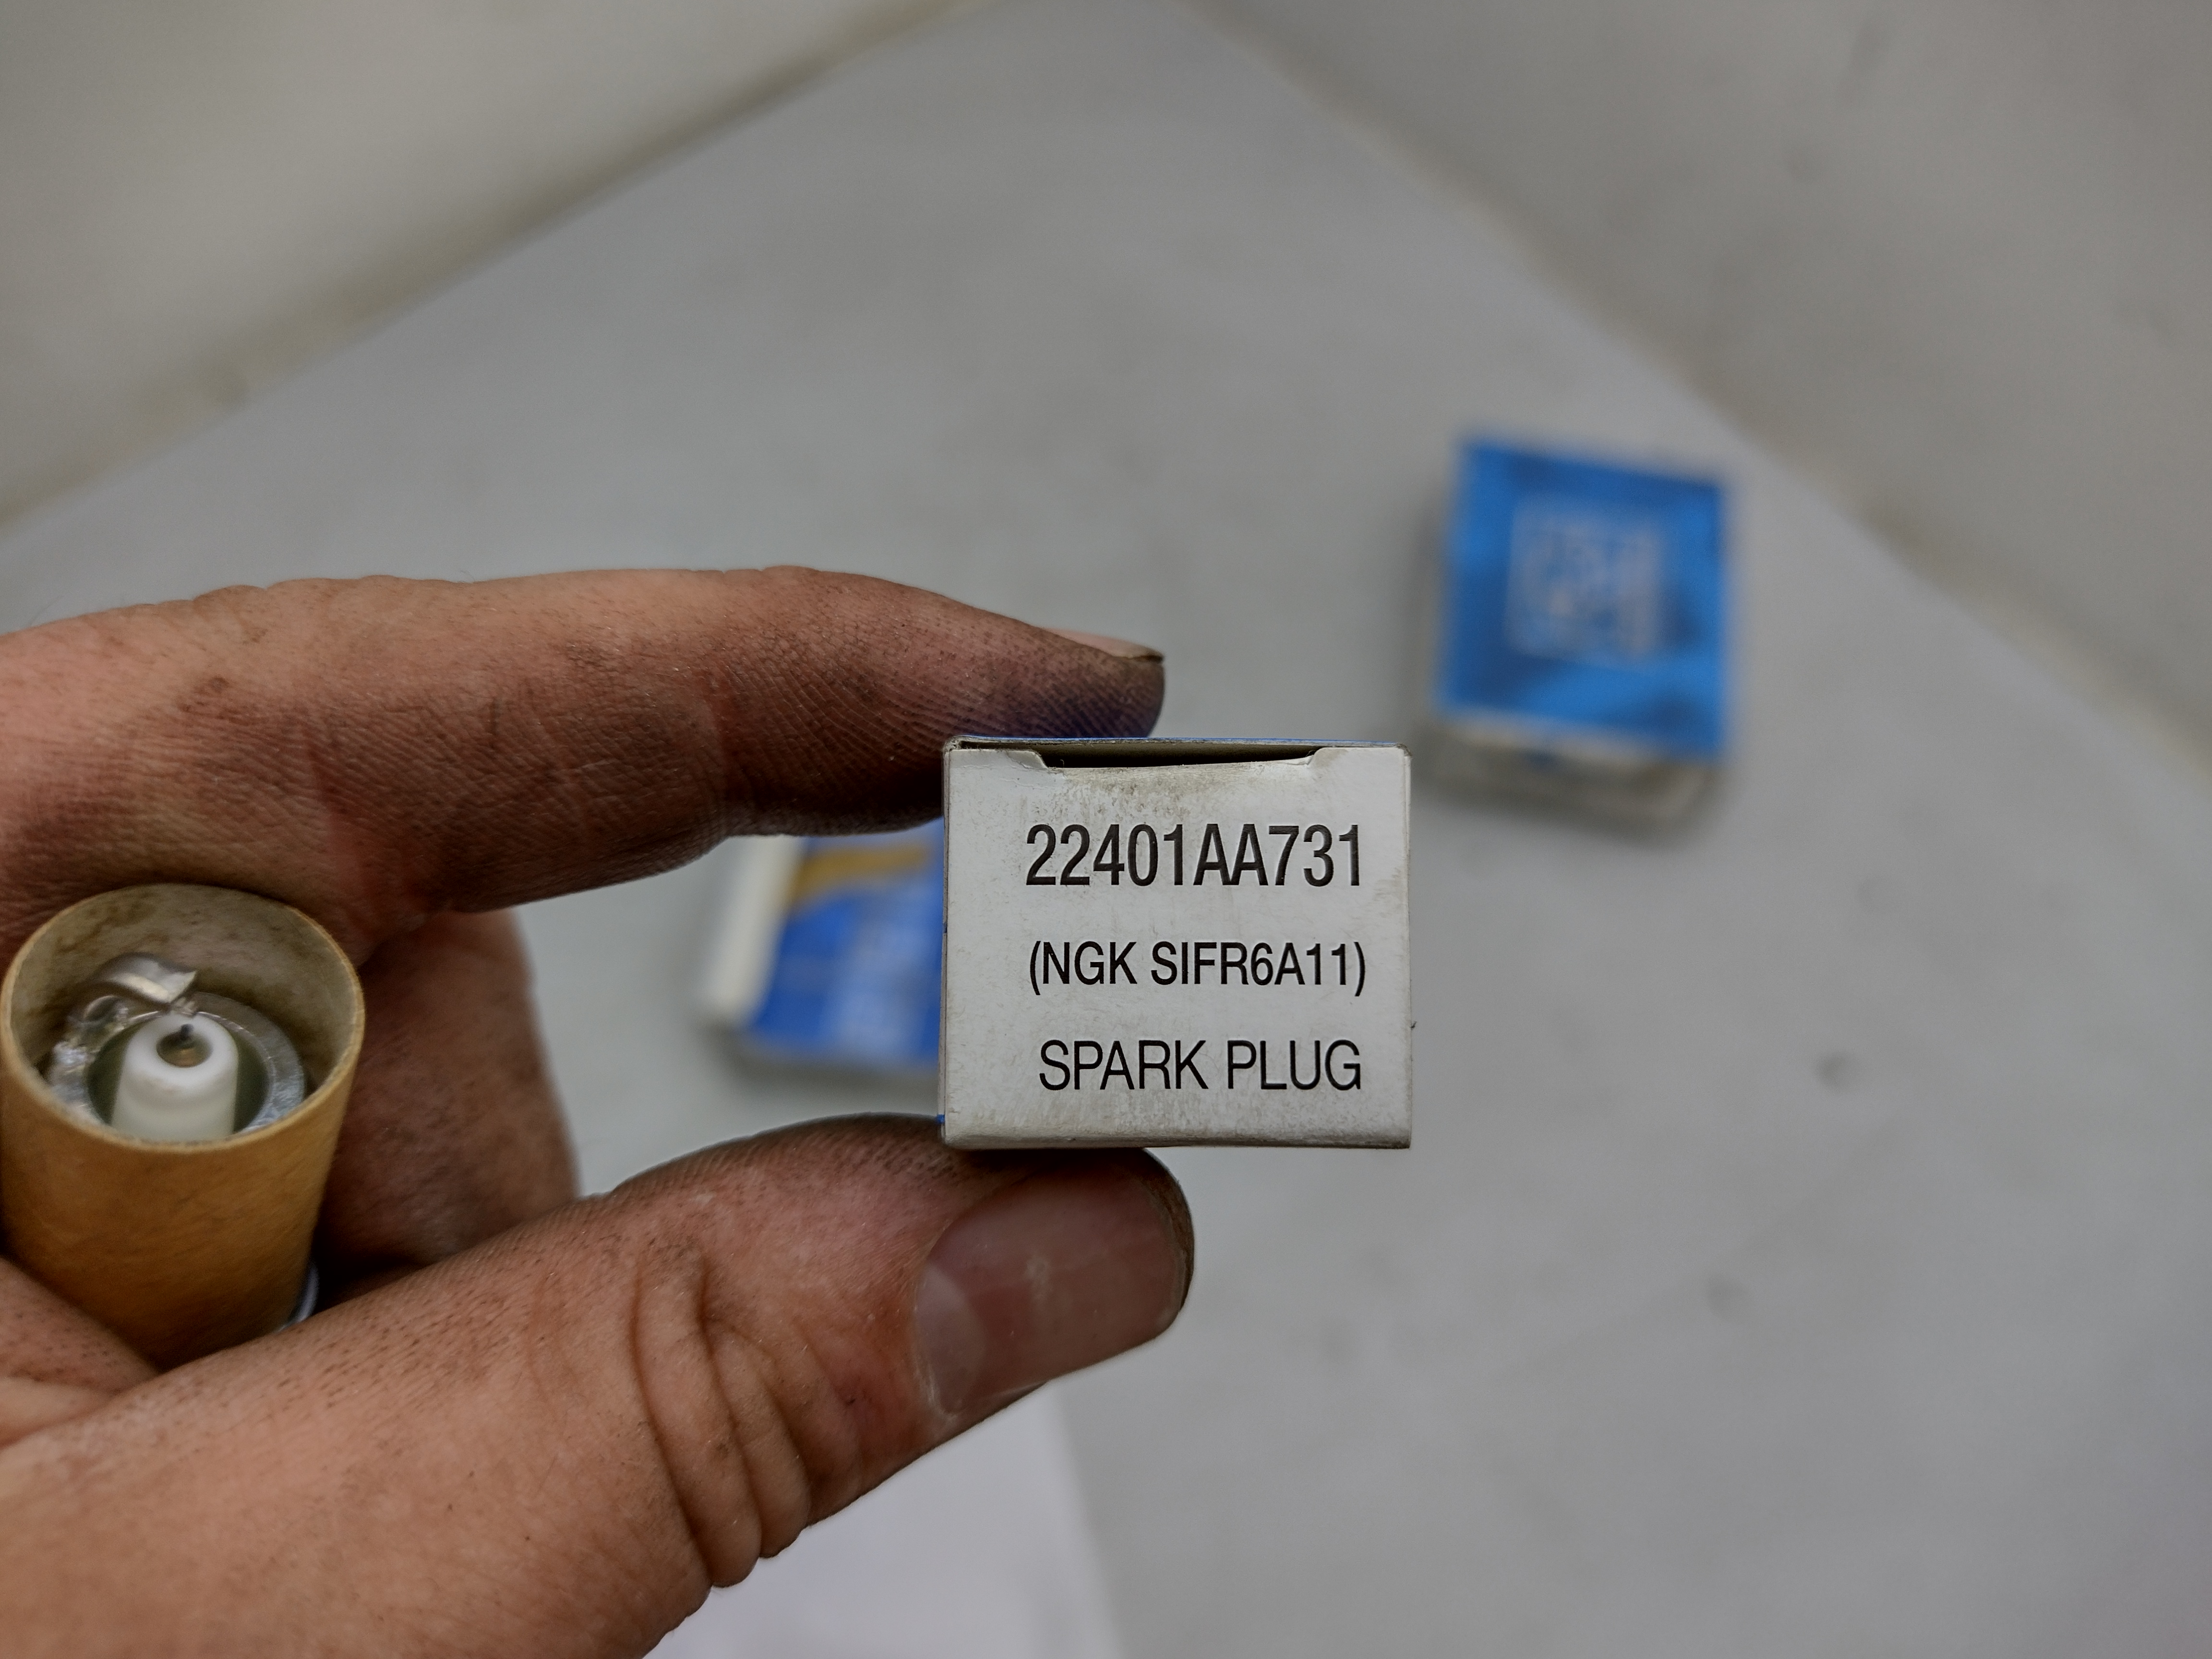 22401AA731
(NGK SIFR6A11)
SPARK PLUG